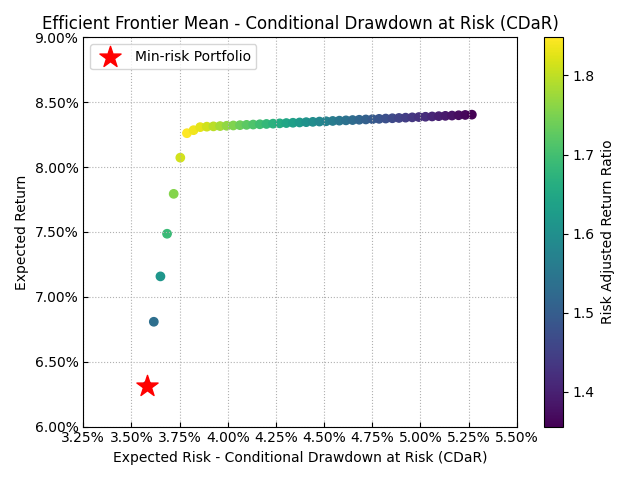 Efficient Frontier Mean - Conditional Drawdown at Risk (CDaR)
Min-risk Portfolio
Expected Return
9.00%
8.50%
8.00%
7.50%
7.00%
6.50%
6.00%
3.25% 3.50% 3.75% 4.00% 4.25% 4.50% 4.75% 5.00% 5.25% 5.50%
Expected Risk - Conditional Drawdown at Risk (CDaR)
1.8
1.7
1.6
1.5
1.4
Risk Adjusted Return Ratio